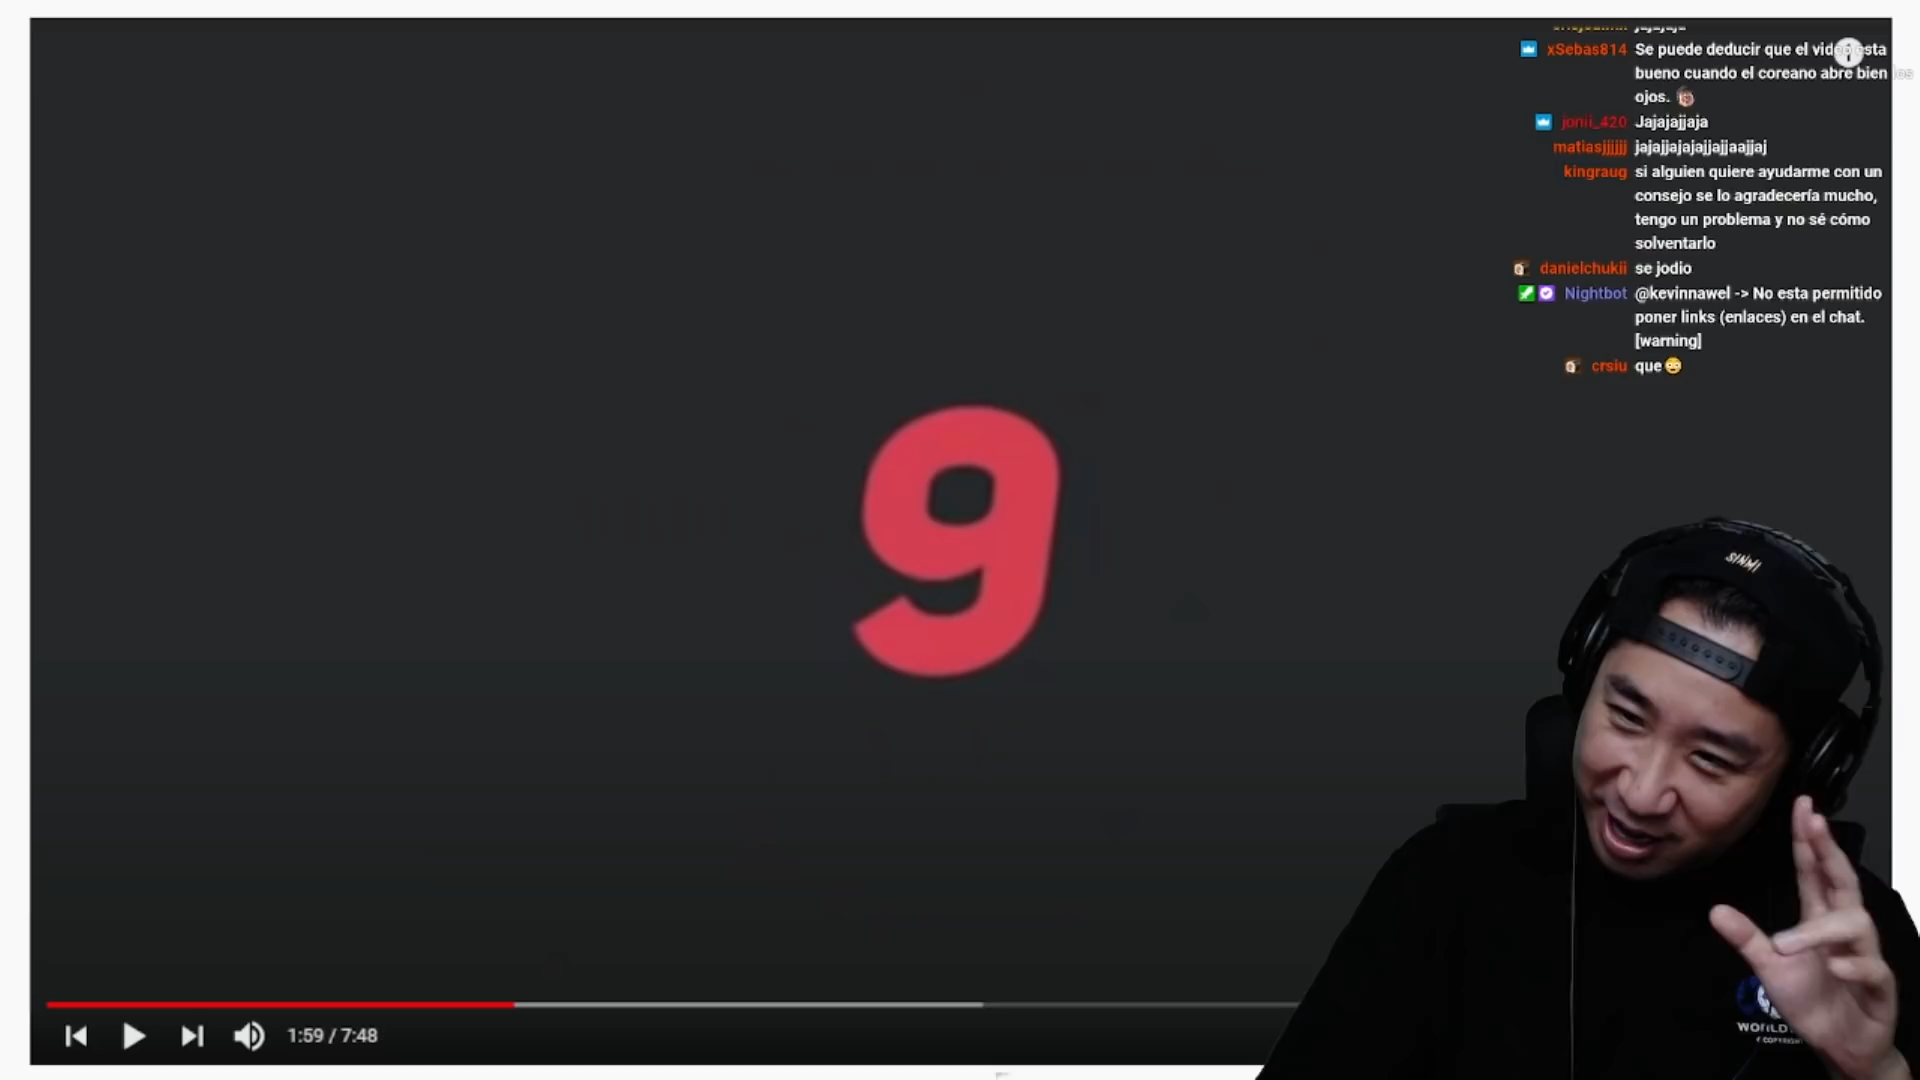 xSebas814 Se puede deducir que el video esta
bueno cuando el coreano abre bien los
ojos.
jonii_420 Jajajajjaja
matiasjjjjjj jajajjajajajjajjaajjaj
kingraug si alguien quiere ayudarme con un
consejo se lo agradecería mucho,
tengo un problema y no sé cómo
solventarlo
danielchukii se jodio
Nightbot @kevinnawel -> No esta permitido
poner links (enlaces) en el chat.
[warning]
crsiu que
9
SINMI
WORLD
1:59 / 7:48